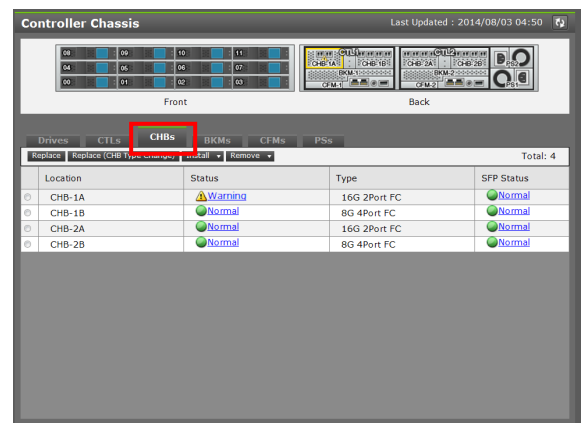 Controller Chassis Last Updated : 2014/08/03 04:50
08 09 10 11
04 05 06 07
00 01 02 03
CTL1 CTL2
CHB-1A CHB-1B CHB-2A CHB-2B PS2
BKM-1 BKM-2
CFM-1 CFM-2 PS1
Front Back
Drives CTLs CHBs BKMs CFMs PSs
Replace Replace (CHB Type Change) Install Remove Total: 4
Location Status Type SFP Status
CHB-1A Warning 16G 2Port FC Normal
CHB-1B Normal 8G 4Port FC Normal
CHB-2A Normal 16G 2Port FC Normal
CHB-2B Normal 8G 4Port FC Normal